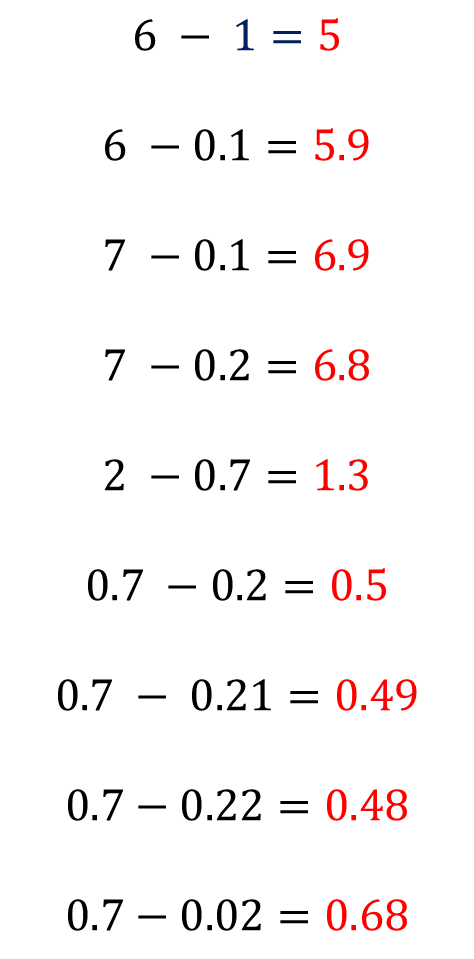 6 − 1 = 5
6 − 0.1 = 5.9
7 − 0.1 = 6.9
7 − 0.2 = 6.8
2 − 0.7 = 1.3
0.7 − 0.2 = 0.5
0.7 − 0.21 = 0.49
0.7 − 0.22 = 0.48
0.7 − 0.02 = 0.68